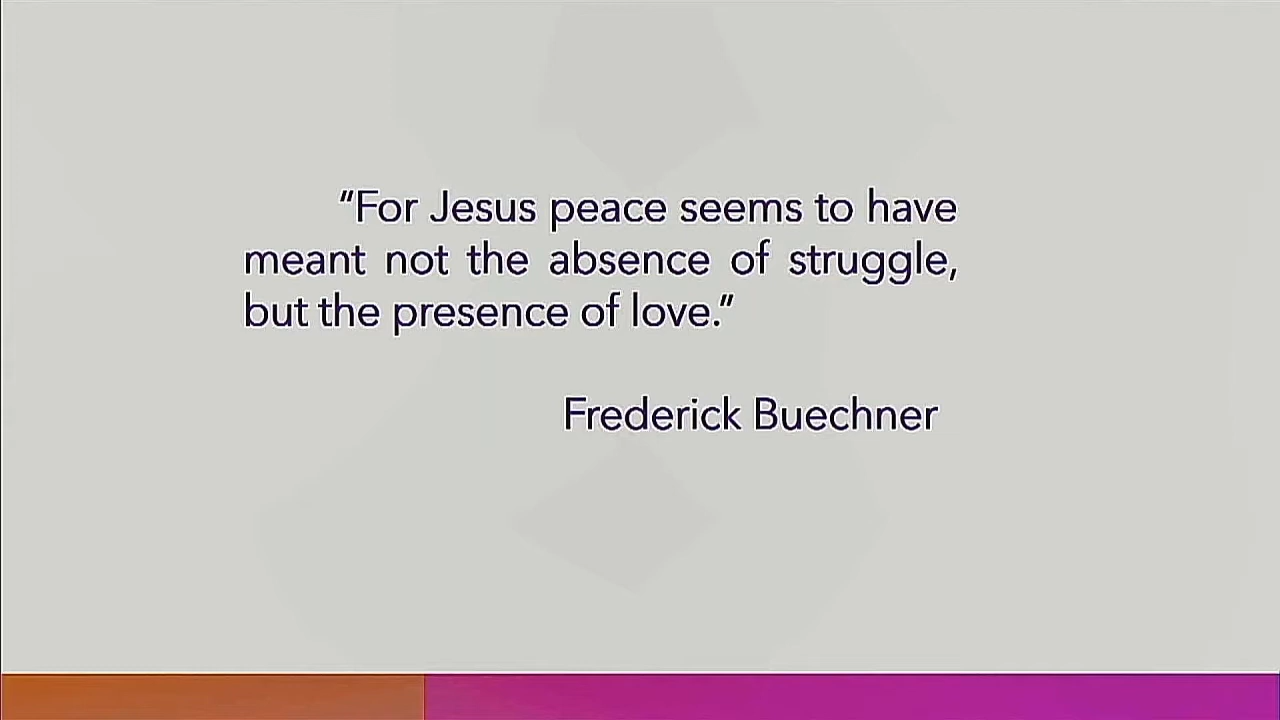 “For Jesus peace seems to have
meant not the absence of struggle,
but the presence of love.”
Frederick Buechner